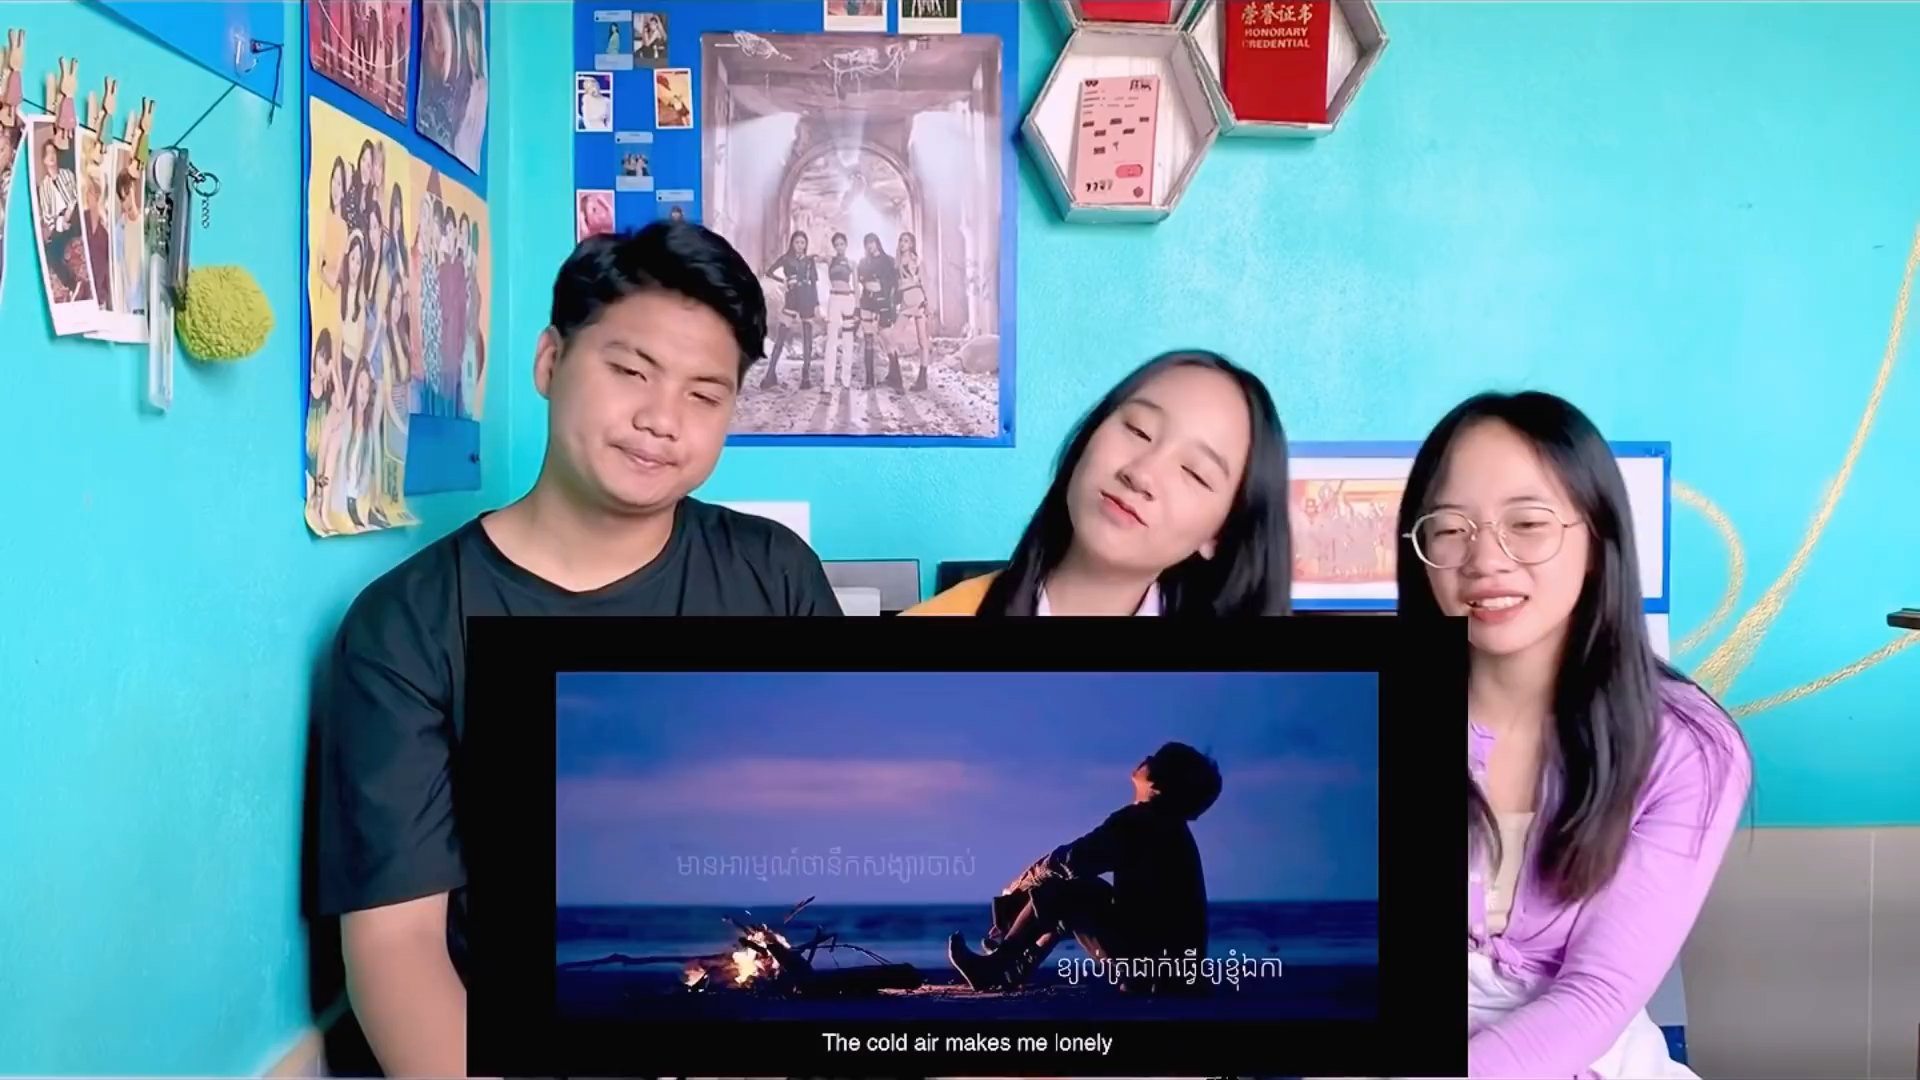 荣誉证书
HONORARY
CREDENTIAL
មានអារម្មណ៍ថានឹកសង្សារចាស់
ខ្យល់ត្រជាក់ធ្វើឲ្យខ្ញុំឯកា
The cold air makes me lonely